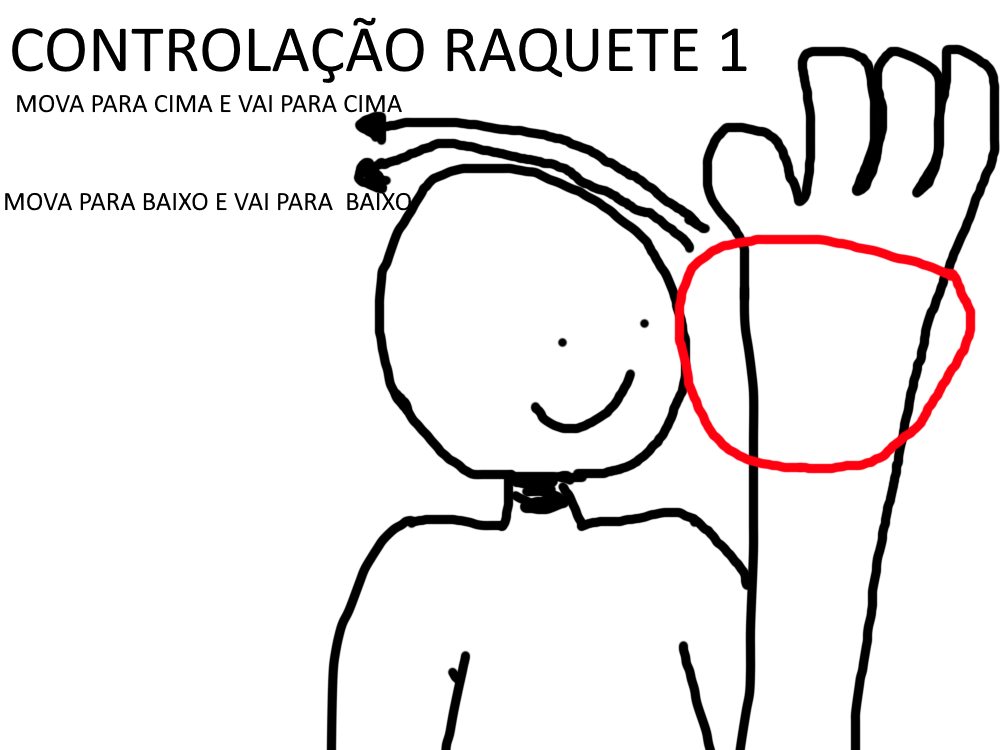 CONTROLAÇÃO RAQUETE 1
MOVA PARA CIMA E VAI PARA CIMA
MOVA PARA BAIXO E VAI PARA BAIXO